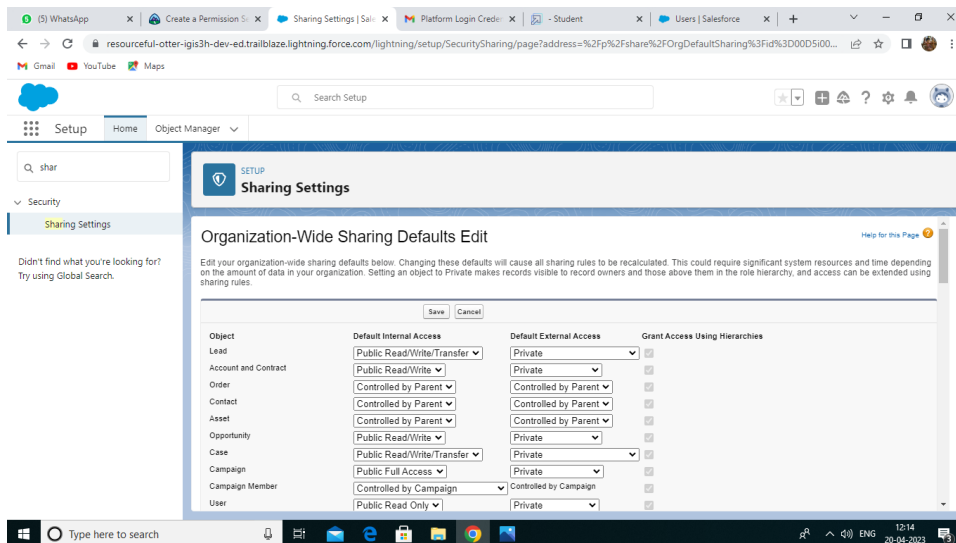 (5) WhatsApp
Create a Permission S
Sharing Settings | Sale
Platform Login Crede
- Student
Users | Salesforce
resourceful-otter-igis3h-dev-ed.trailblaze.lightning.force.com/lightning/setup/SecuritySharing/page?address=%2Fp%2Fshare%2FOrgDefaultSharing%3Fid%3D00D5i00...
Gmail YouTube Maps
Search Setup
Setup Home Object Manager
shar
Security
Sharing Settings
Didn't find what you're looking for?
Try using Global Search.
SETUP
Sharing Settings
Organization-Wide Sharing Defaults Edit
Help for this Page
Edit your organization-wide sharing defaults below. Changing these defaults will cause all sharing rules to be recalculated. This could require significant system resources and time depending
on the amount of data in your organization. Setting an object to Private makes records visible to record owners and those above them in the role hierarchy, and access can be extended using
sharing rules.
Save Cancel
Object Default Internal Access Default External Access Grant Access Using Hierarchies
Lead Public Read/Write/Transfer Private
Account and Contract Public Read/Write Private
Order Controlled by Parent Controlled by Parent
Contact Controlled by Parent Controlled by Parent
Asset Controlled by Parent Controlled by Parent
Opportunity Public Read/Write Private
Case Public Read/Write/Transfer Private
Campaign Public Full Access Private
Campaign Member Controlled by Campaign Controlled by Campaign
User Public Read Only Private
Type here to search
ENG
12:14
20-04-2023
3